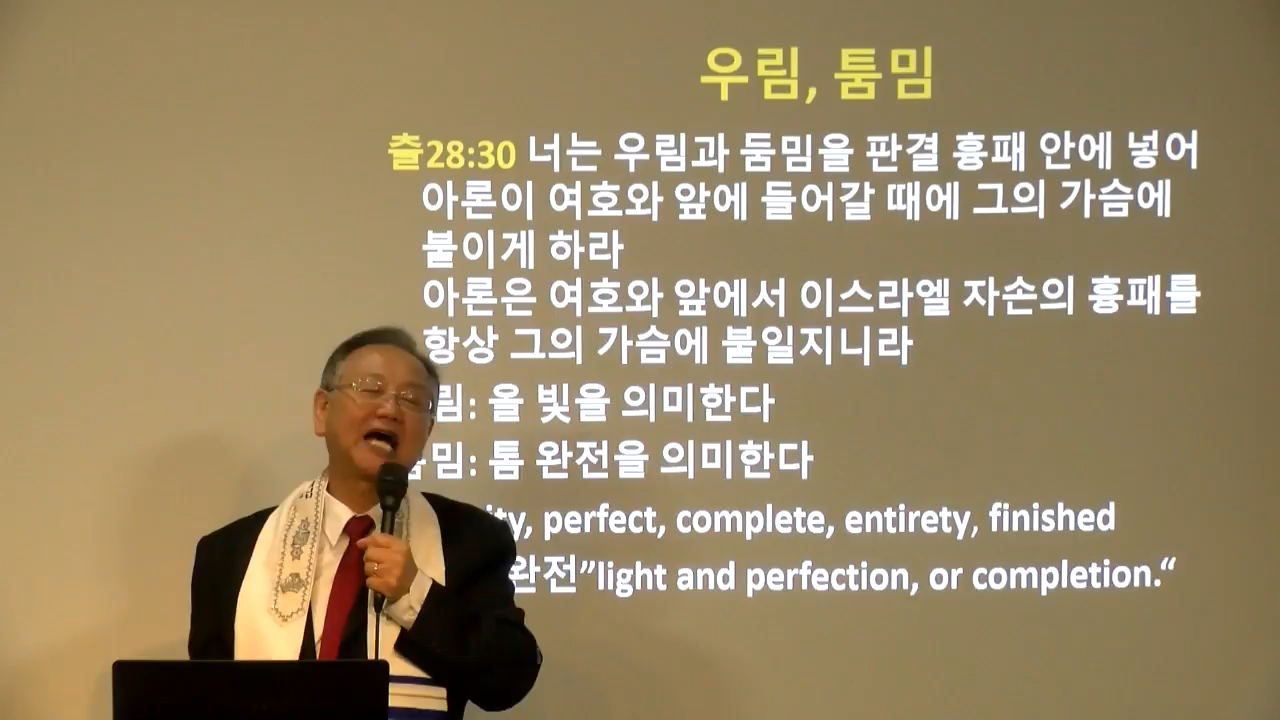 우림, 툼밈
출28:30 너는 우림과 둠밈을 판결 흉패 안에 넣어
아론이 여호와 앞에 들어갈 때에 그의 가슴에
붙이게 하라
아론은 여호와 앞에서 이스라엘 자손의 흉패를
항상 그의 가슴에 붙일지니라
림: 올 빛을 의미한다
밈: 톰 완전을 의미한다
perfect, complete, entirety, finished
완전”light and perfection, or completion.“